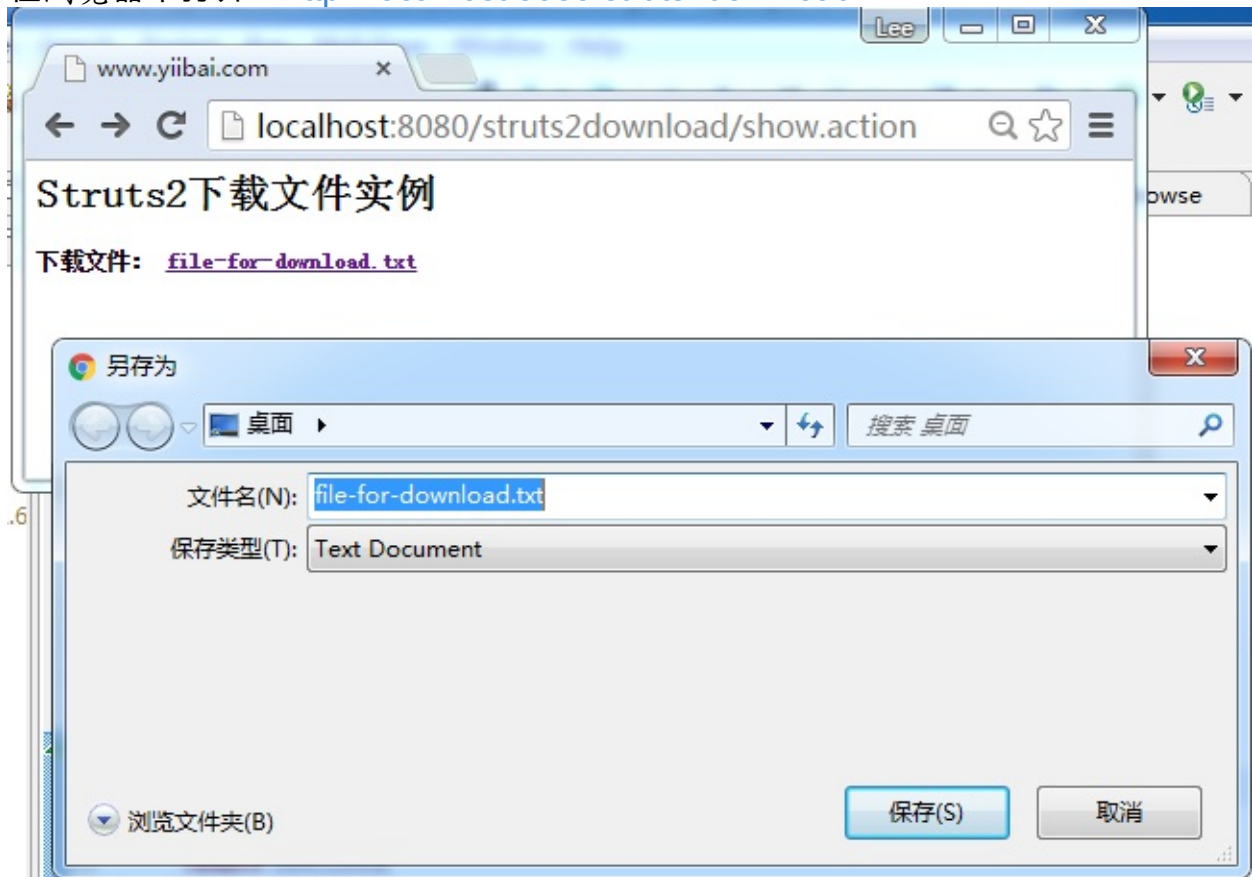 Lee
www.yiibai.com
localhost:8080/struts2download/show.action
owse
Struts2下载文件实例
下载文件： file-for-download.txt
另存为
桌面
搜索 桌面
.6
文件名(N): file-for-download.txt
保存类型(T): Text Document
浏览文件夹(B)
保存(S)
取消